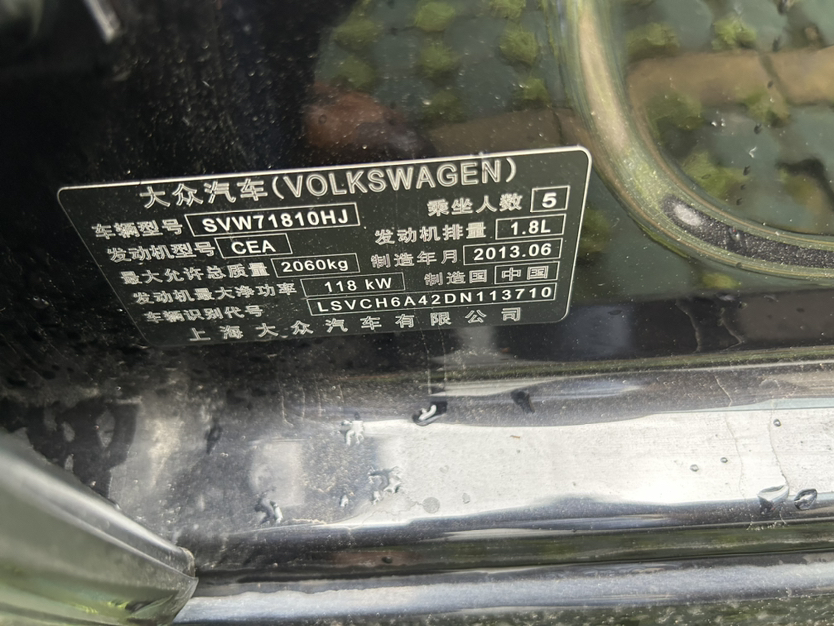 大众汽车(VOLKSWAGEN)
车辆型号 SVW71810HJ 乘坐人数 5
发动机型号 CEA 发动机排量 1.8L
最大允许总质量 2060kg 制造年月 2013.06
发动机最大净功率 118 kW 制造国 中国
车辆识别代号 LSVCH6A42DN113710
上海大众汽车有限公司